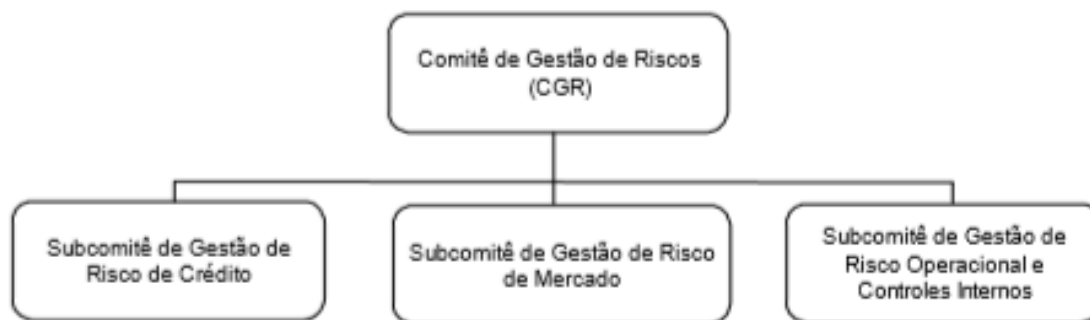 Comitê de Gestão de Riscos
(CGR)
Subcomitê de Gestão de
Risco de Crédito
Subcomitê de Gestão de Risco
de Mercado
Subcomitê de Gestão de
Risco Operacional e
Controles Internos